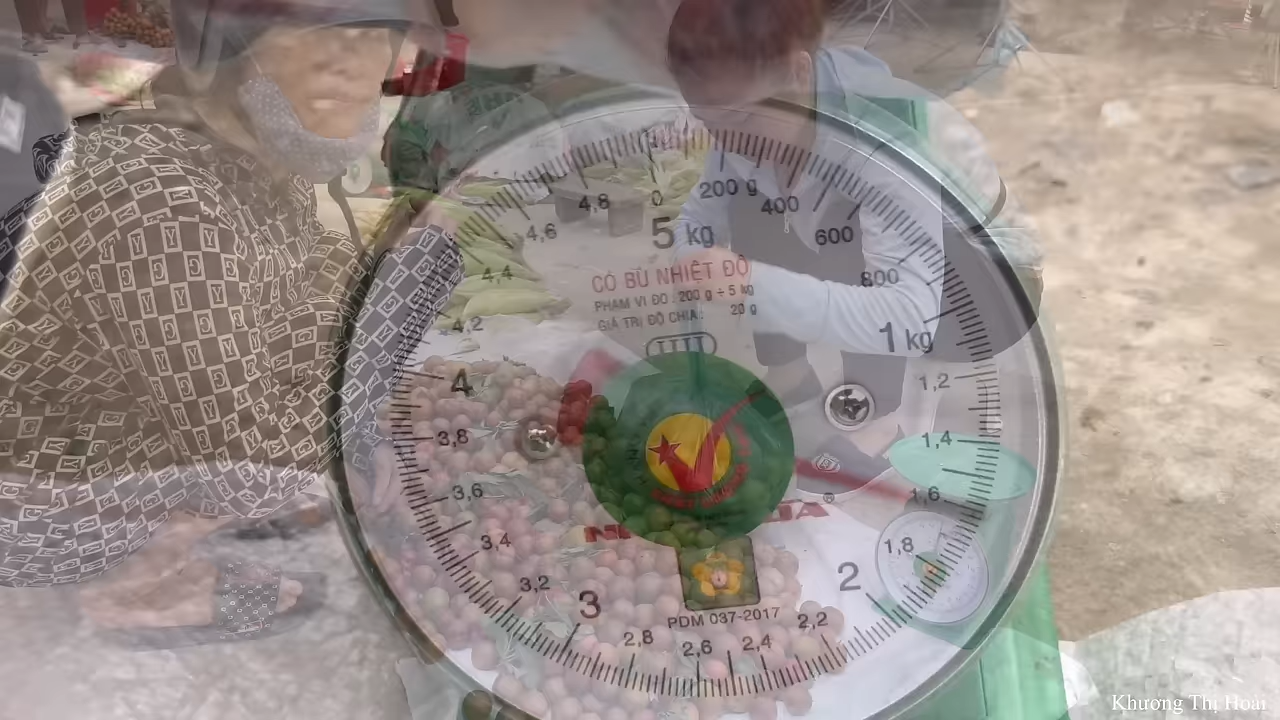 4,8 0 200 g
400
4,6 5 kg 600
4,4 CÓ BÙ NHIỆT ĐỘ 800
PHẠM VI ĐO : 200 g ÷ 5 kg
4,2 GIÁ TRỊ ĐỘ CHIA : 20 g
1 kg
4 1,2
3,8 1,4
3,6 1,6
3,4 1,8
3,2 2
3 PDM 037-2017 2,2
2,8 2,6 2,4
Khương Thị Hoài